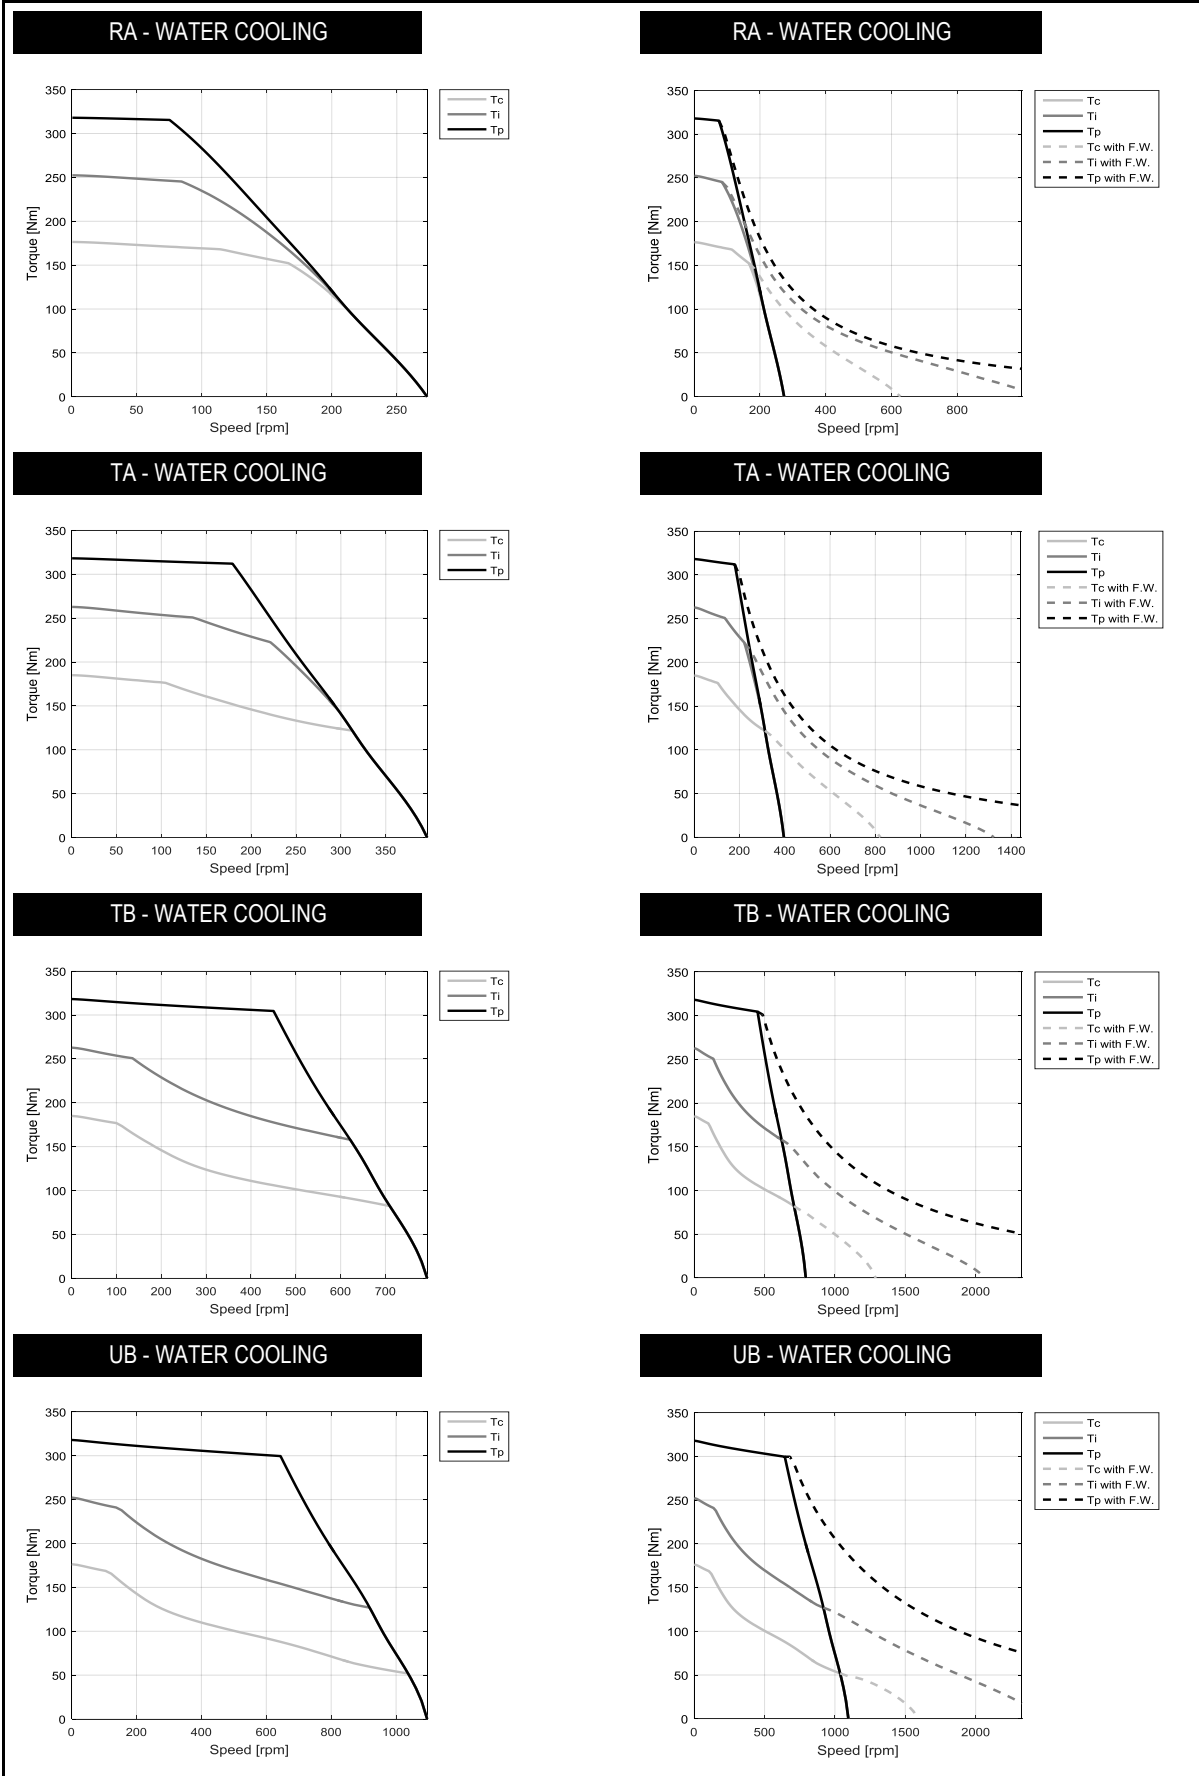 RA - WATER COOLING
350
300
250
200
150
100
50
0
Torque [Nm]
0 50 100 150 200 250
Speed [rpm]
Tc
Ti
Tp
RA - WATER COOLING
350
300
250
200
150
100
50
0
Torque [Nm]
0 200 400 600 800
Speed [rpm]
Tc
Ti
Tp
Tc with F.W.
Ti with F.W.
Tp with F.W.
TA - WATER COOLING
350
300
250
200
150
100
50
0
Torque [Nm]
0 50 100 150 200 250 300 350
Speed [rpm]
Tc
Ti
Tp
TA - WATER COOLING
350
300
250
200
150
100
50
0
Torque [Nm]
0 200 400 600 800 1000 1200 1400
Speed [rpm]
Tc
Ti
Tp
Tc with F.W.
Ti with F.W.
Tp with F.W.
TB - WATER COOLING
350
300
250
200
150
100
50
0
Torque [Nm]
0 100 200 300 400 500 600 700
Speed [rpm]
Tc
Ti
Tp
TB - WATER COOLING
350
300
250
200
150
100
50
0
Torque [Nm]
0 500 1000 1500 2000
Speed [rpm]
Tc
Ti
Tp
Tc with F.W.
Ti with F.W.
Tp with F.W.
UB - WATER COOLING
350
300
250
200
150
100
50
0
Torque [Nm]
0 200 400 600 800 1000
Speed [rpm]
Tc
Ti
Tp
UB - WATER COOLING
350
300
250
200
150
100
50
0
Torque [Nm]
0 500 1000 1500 2000
Speed [rpm]
Tc
Ti
Tp
Tc with F.W.
Ti with F.W.
Tp with F.W.